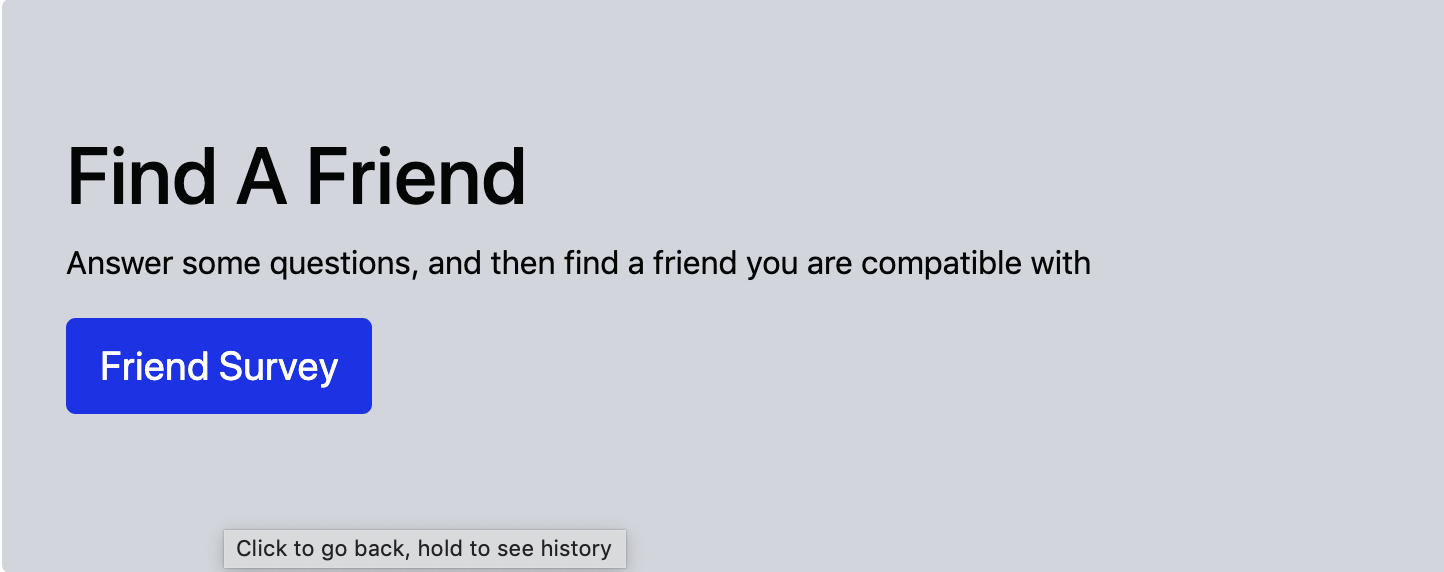 Find A Friend
Answer some questions, and then find a friend you are compatible with
Friend Survey
Click to go back, hold to see history